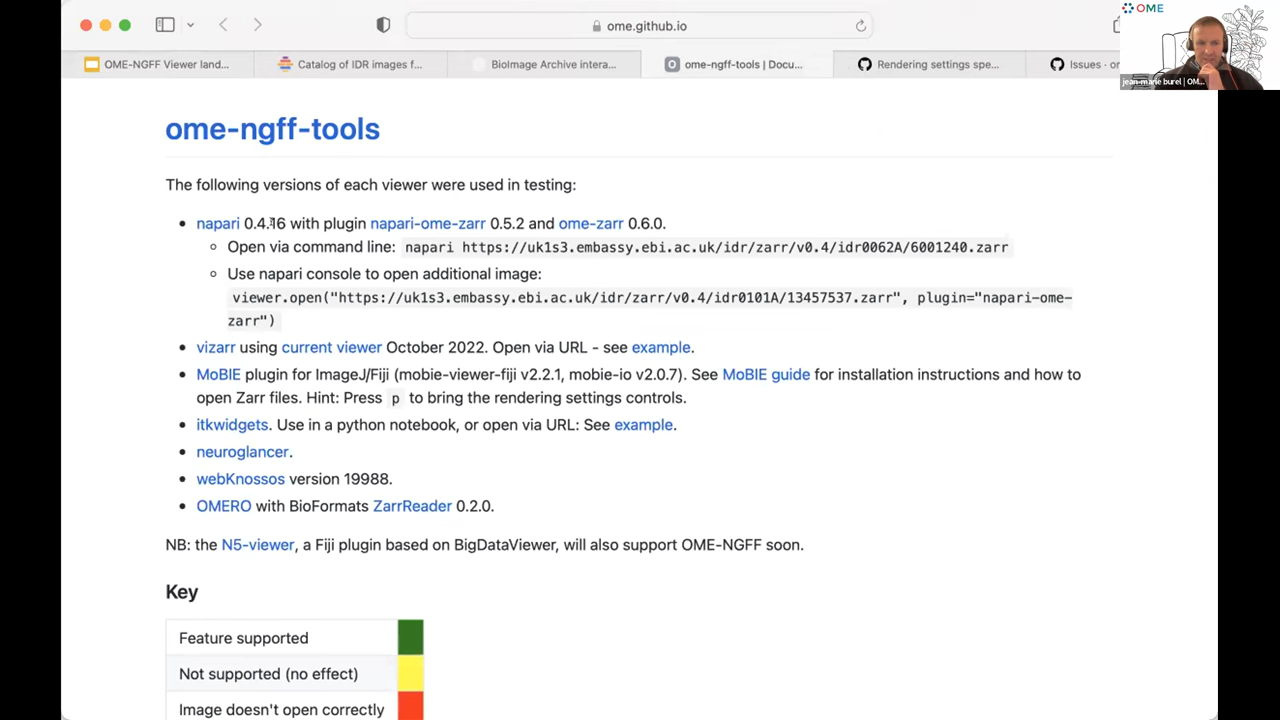 ome.github.io
OME
OME-NGFF Viewer land...
Catalog of IDR images f...
BioImage Archive intera...
ome-ngff-tools | Docu...
Rendering settings spe...
Issues · or
jean-marie burel | OM...
ome-ngff-tools
The following versions of each viewer were used in testing:
napari 0.4.16 with plugin napari-ome-zarr 0.5.2 and ome-zarr 0.6.0.
Open via command line: napari https://uk1s3.embassy.ebi.ac.uk/idr/zarr/v0.4/idr0062A/6001240.zarr
Use napari console to open additional image:
viewer.open("https://uk1s3.embassy.ebi.ac.uk/idr/zarr/v0.4/idr0101A/13457537.zarr", plugin="napari-ome-
zarr")
vizarr using current viewer October 2022. Open via URL - see example.
MoBIE plugin for ImageJ/Fiji (mobie-viewer-fiji v2.2.1, mobie-io v2.0.7). See MoBIE guide for installation instructions and how to
open Zarr files. Hint: Press p to bring the rendering settings controls.
itkwidgets. Use in a python notebook, or open via URL: See example.
neuroglancer.
webKnossos version 19988.
OMERO with BioFormats ZarrReader 0.2.0.
NB: the N5-viewer, a Fiji plugin based on BigDataViewer, will also support OME-NGFF soon.
Key
Feature supported
Not supported (no effect)
Image doesn't open correctly